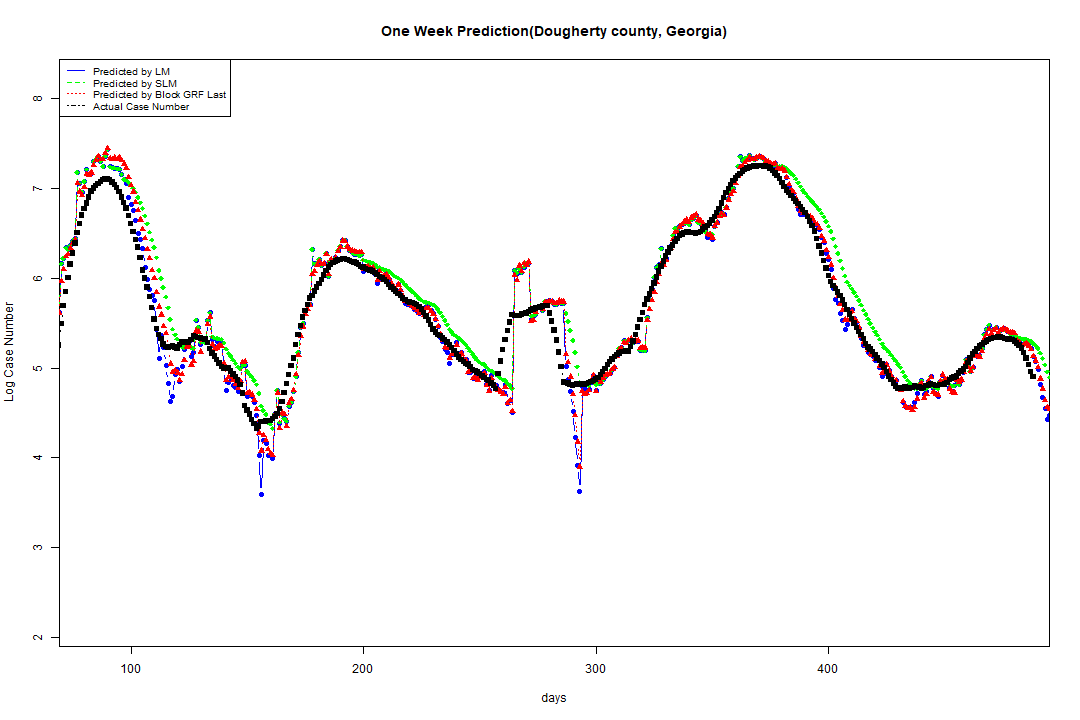 One Week Prediction(Dougherty county, Georgia)
Predicted by LM
Predicted by SLM
Predicted by Block GRF Last
Actual Case Number
8
7
6
5
4
3
2
Log Case Number
100 200 300 400
days